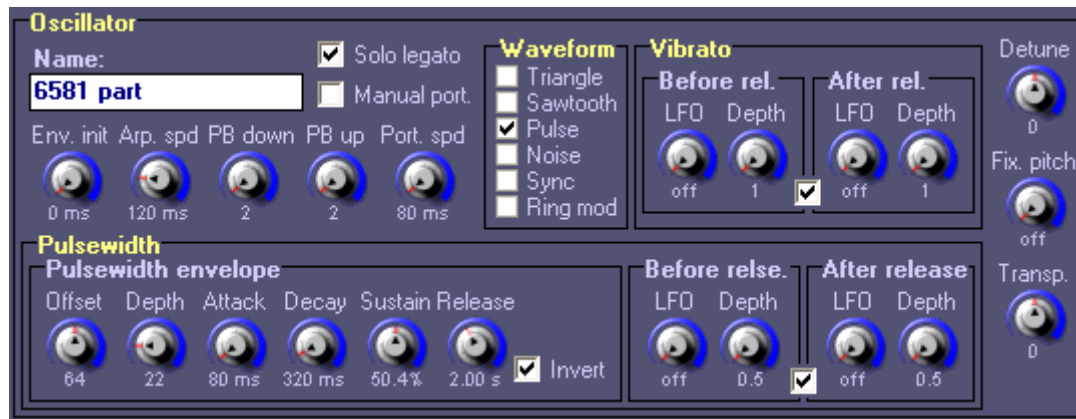 Oscillator
Name:
6581 part
Solo legato
Manual port.
Env. init Arp. spd PB down PB up Port. spd
0 ms 120 ms 2 2 80 ms
Waveform
Triangle
Sawtooth
Pulse
Noise
Sync
Ring mod
Vibrato
Before rel. After rel.
LFO Depth LFO Depth
off 1 off 1
Detune
0
Fix. pitch
off
Transp.
0
Pulsewidth
Pulsewidth envelope
Offset Depth Attack Decay Sustain Release
64 22 80 ms 320 ms 50.4% 2.00 s
Invert
Before relse. After release
LFO Depth LFO Depth
off 0.5 off 0.5